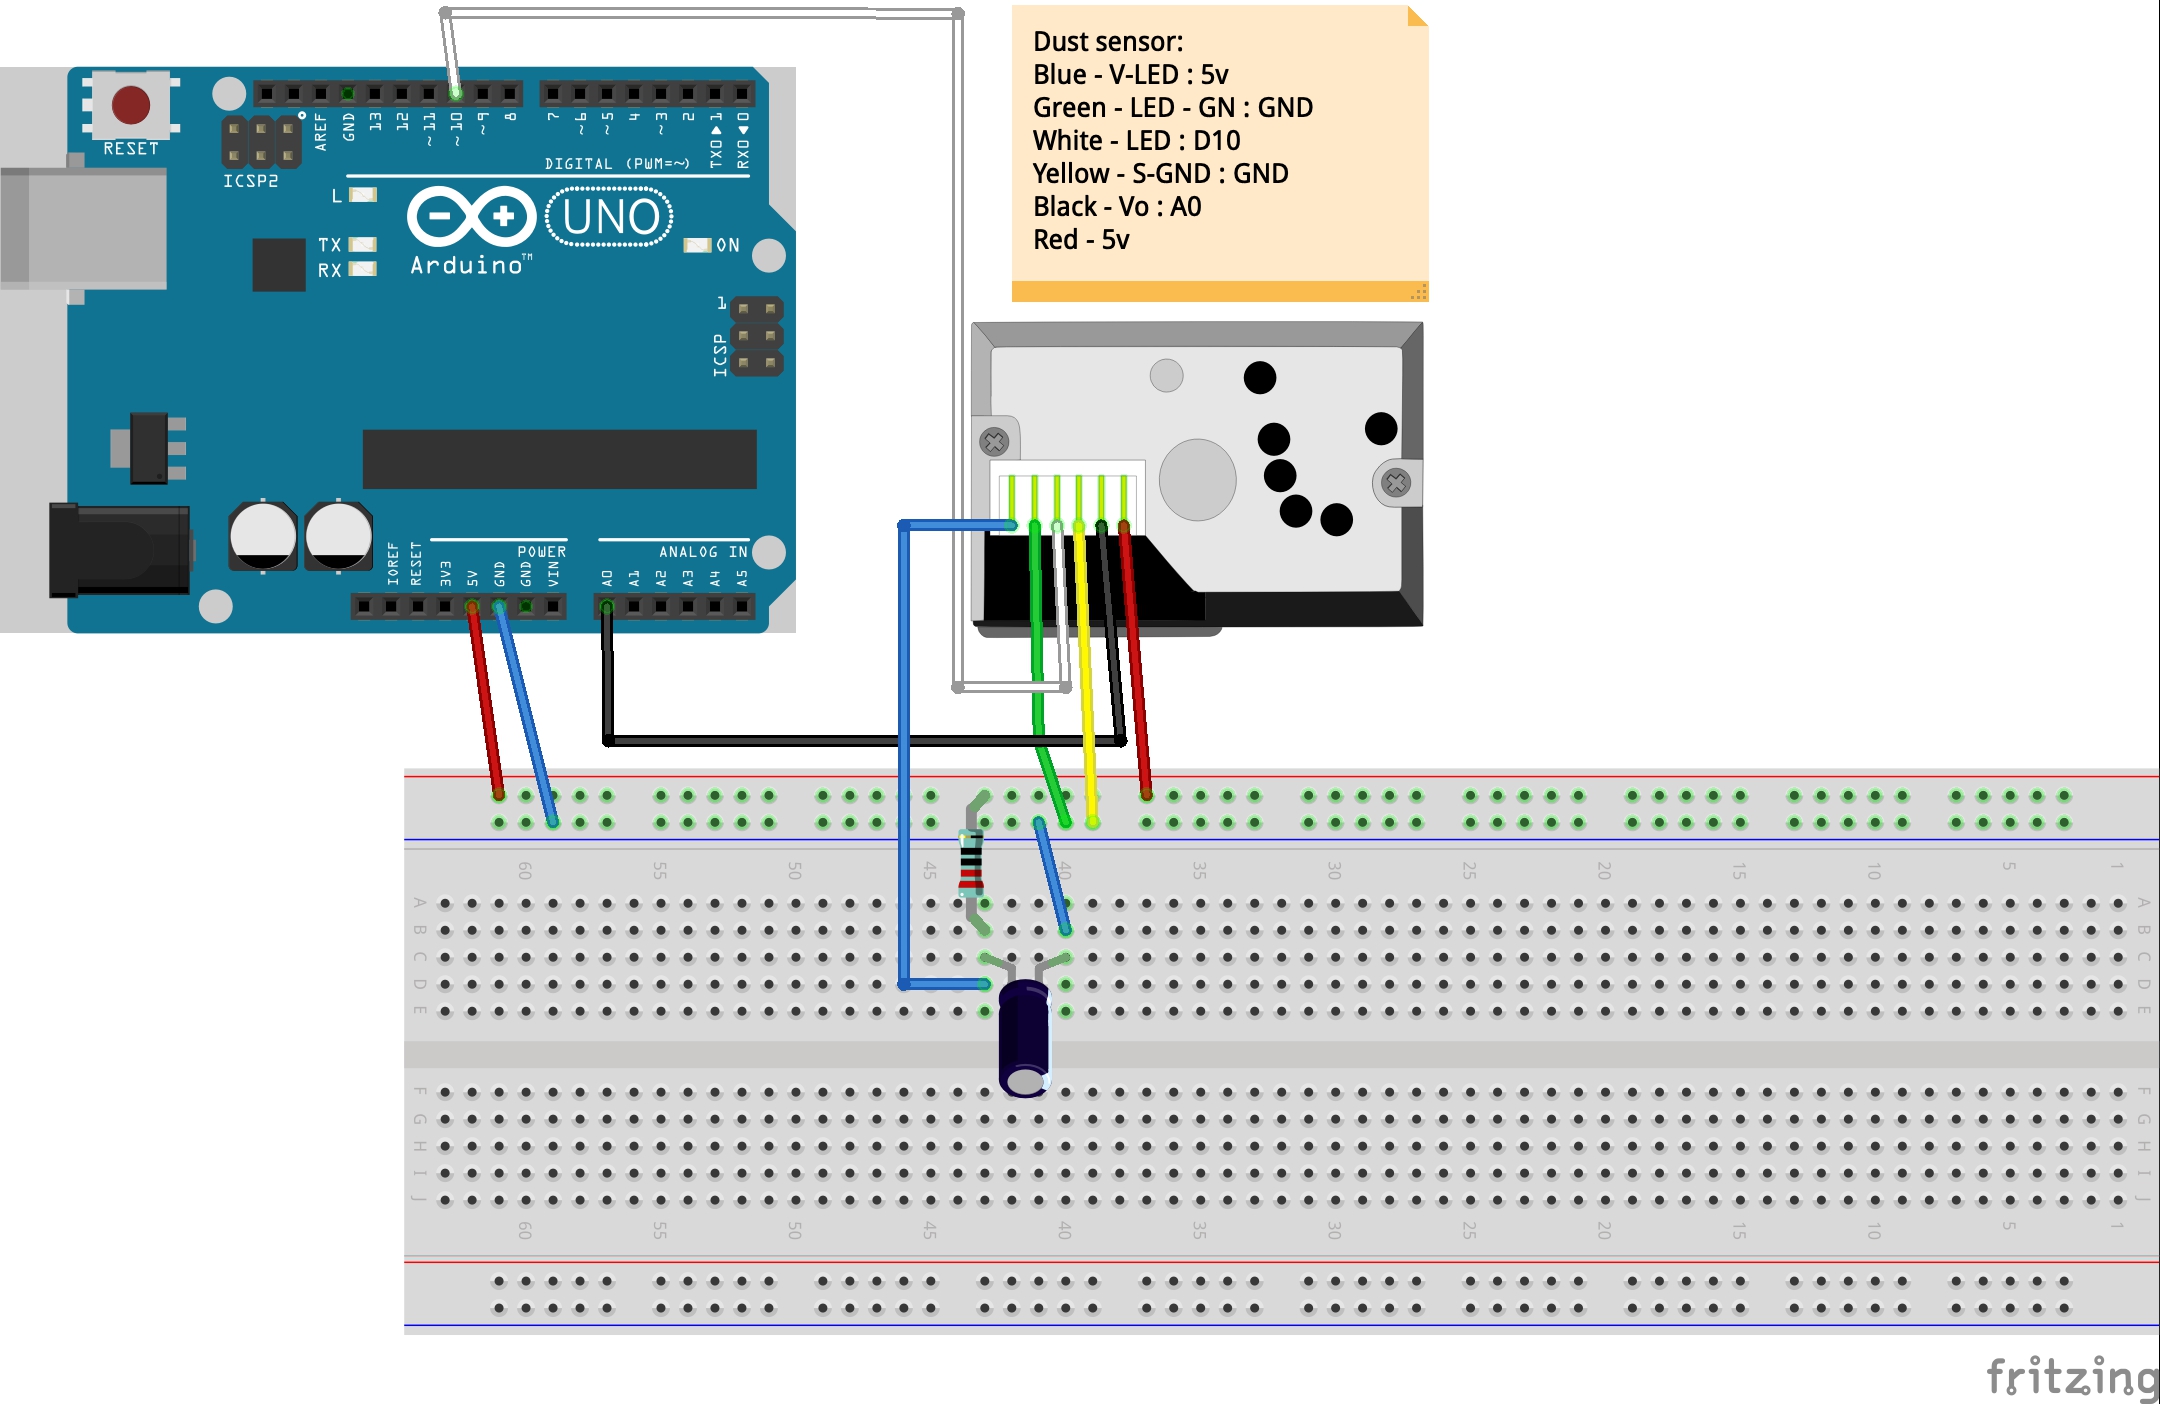 Dust sensor:
Blue - V-LED : 5v
Green - LED - GN : GND
White - LED : D10
Yellow - S-GND : GND
Black - Vo : A0
Red - 5v
RESET
ICSP2
AREF
GND
13
12
~11
~10
~9
8
7
~6
~5
4
~3
2
TX0▶1
RX0◀0
DIGITAL (PWM=~)
L
TX
RX
UNO
Arduino™
ON
1
ICSP
IOREF
RESET
3V3
5V
GND
GND
VIN
POWER
A0
A1
A2
A3
A4
A5
ANALOG IN
60 55 50 45 40 35 30 25 20 15 10 5 1
A A
B B
C C
D D
E E
F F
G G
H H
I I
J J
60 55 50 45 40 35 30 25 20 15 10 5 1
fritzing